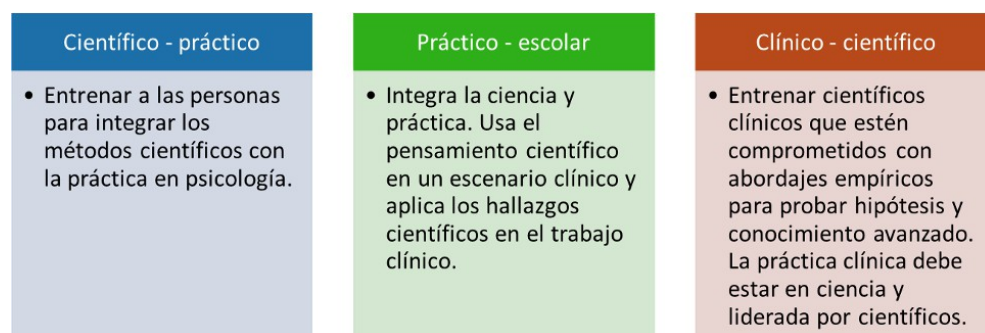 Científico - práctico
• Entrenar a las personas
para integrar los
métodos científicos con
la práctica en psicología.
Práctico - escolar
• Integra la ciencia y
práctica. Usa el
pensamiento científico
en un escenario clínico y
aplica los hallazgos
científicos en el trabajo
clínico.
Clínico - científico
• Entrenar científicos
clínicos que estén
comprometidos con
abordajes empíricos
para probar hipótesis y
conocimiento avanzado.
La práctica clínica debe
estar en ciencia y
liderada por científicos.